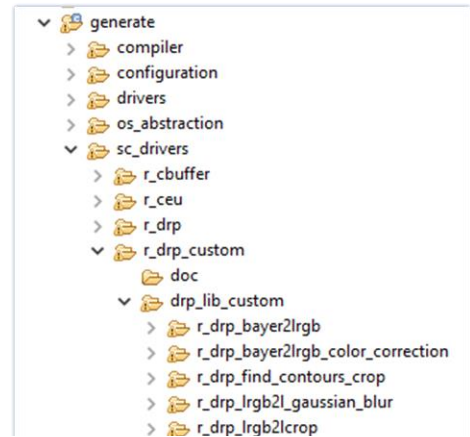 generate
compiler
configuration
drivers
os_abstraction
sc_drivers
r_cbuffer
r_ceu
r_drp
r_drp_custom
doc
drp_lib_custom
r_drp_bayer2lrgb
r_drp_bayer2lrgb_color_correction
r_drp_find_contours_crop
r_drp_lrgb2l_gaussian_blur
r_drp_lrgb2lcrop